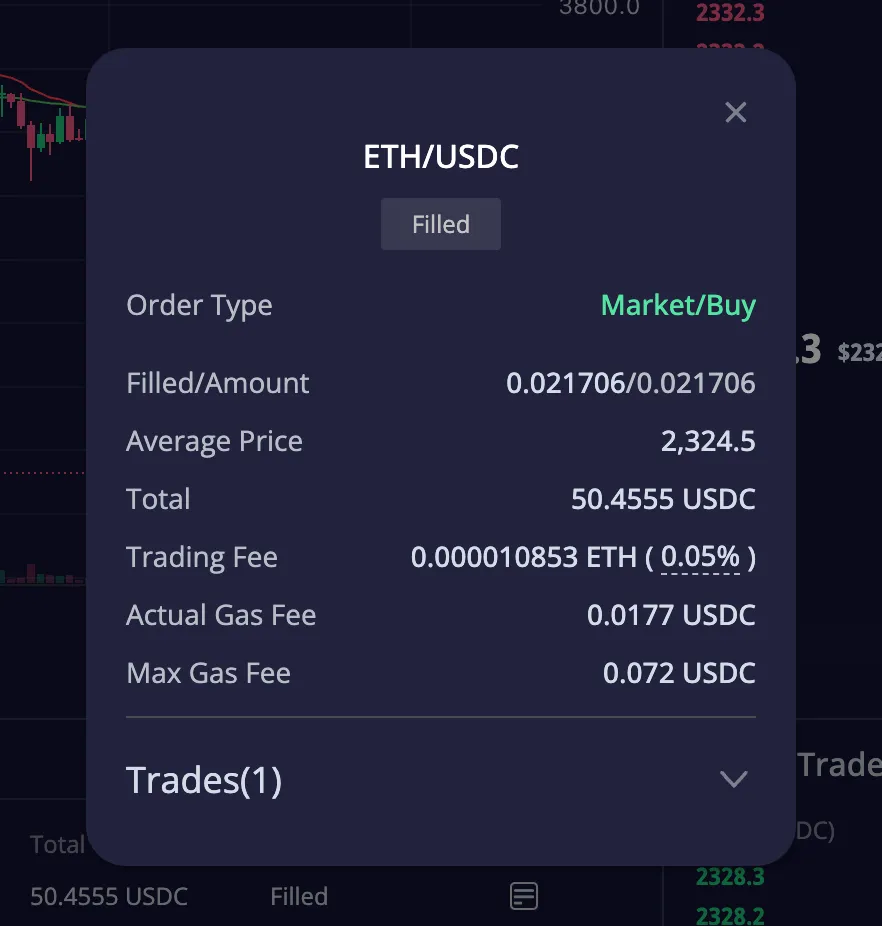 3800.0
2332.3
ETH/USDC
Filled
Order Type Market/Buy
.3 $232
Filled/Amount 0.021706/0.021706
Average Price 2,324.5
Total 50.4555 USDC
Trading Fee 0.000010853 ETH ( 0.05% )
Actual Gas Fee 0.0177 USDC
Max Gas Fee 0.072 USDC
Trades(1)
Trade
DC)
Total
2328.3
50.4555 USDC Filled
2328.2